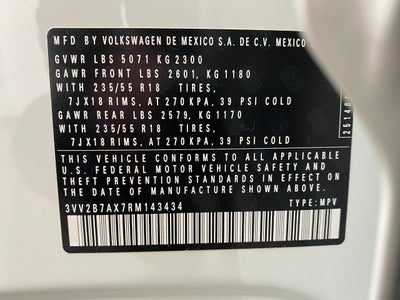 MFD BY VOLKSWAGEN DE MEXICO S.A. DE C.V. MEXICO
GVWR LBS 5071 KG 2300
GAWR FRONT LBS 2601, KG 1180
WITH 235/55 R18 TIRES,
7JX18 RIMS, AT 270KPA, 39 PSI COLD
GAWR REAR LBS 2579, KG 1170
WITH 235/55 R18 TIRES,
7JX18 RIMS, AT 270 KPA, 39 PSI COLD
THIS VEHICLE CONFORMS TO ALL APPLICABLE
U.S. FEDERAL MOTOR VEHICLE SAFETY AND
THEFT PREVENTION STANDARDS IN EFFECT ON
THE DATE OF MANUFACTURE SHOWN ABOVE.
3VV2B7AX7RM143434 TYPE: MPV